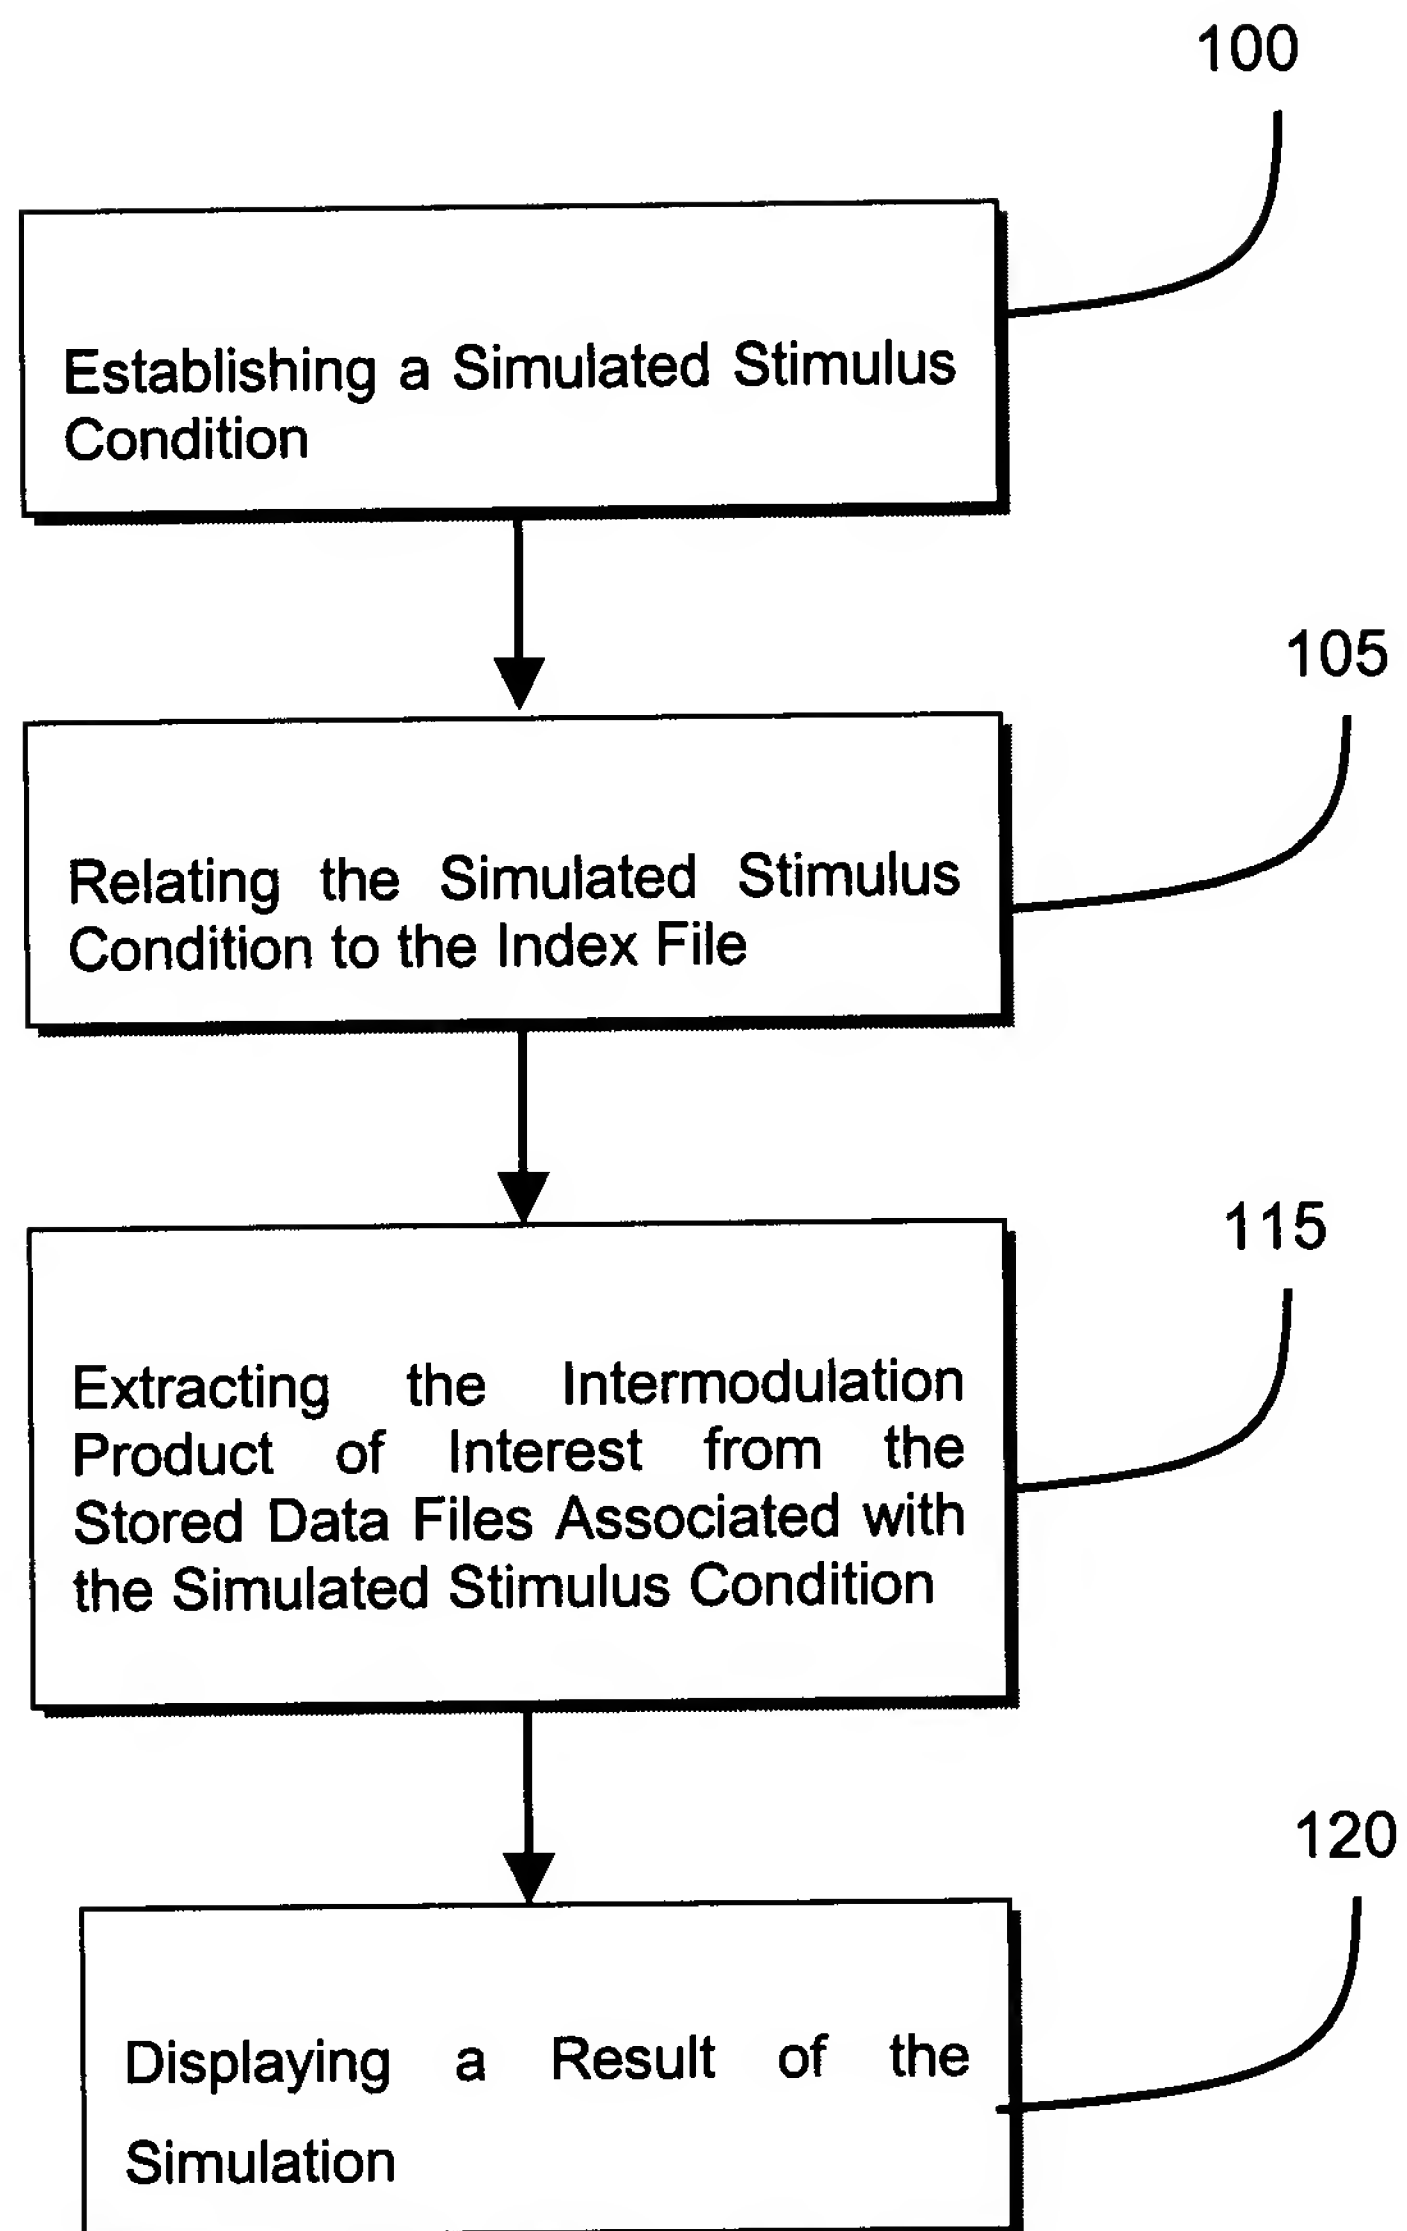 100
Establishing a Simulated Stimulus
Condition
105
Relating the Simulated Stimulus
Condition to the Index File
115
Extracting the Intermodulation
Product of Interest from the
Stored Data Files Associated with
the Simulated Stimulus Condition
120
Displaying a Result of the
Simulation